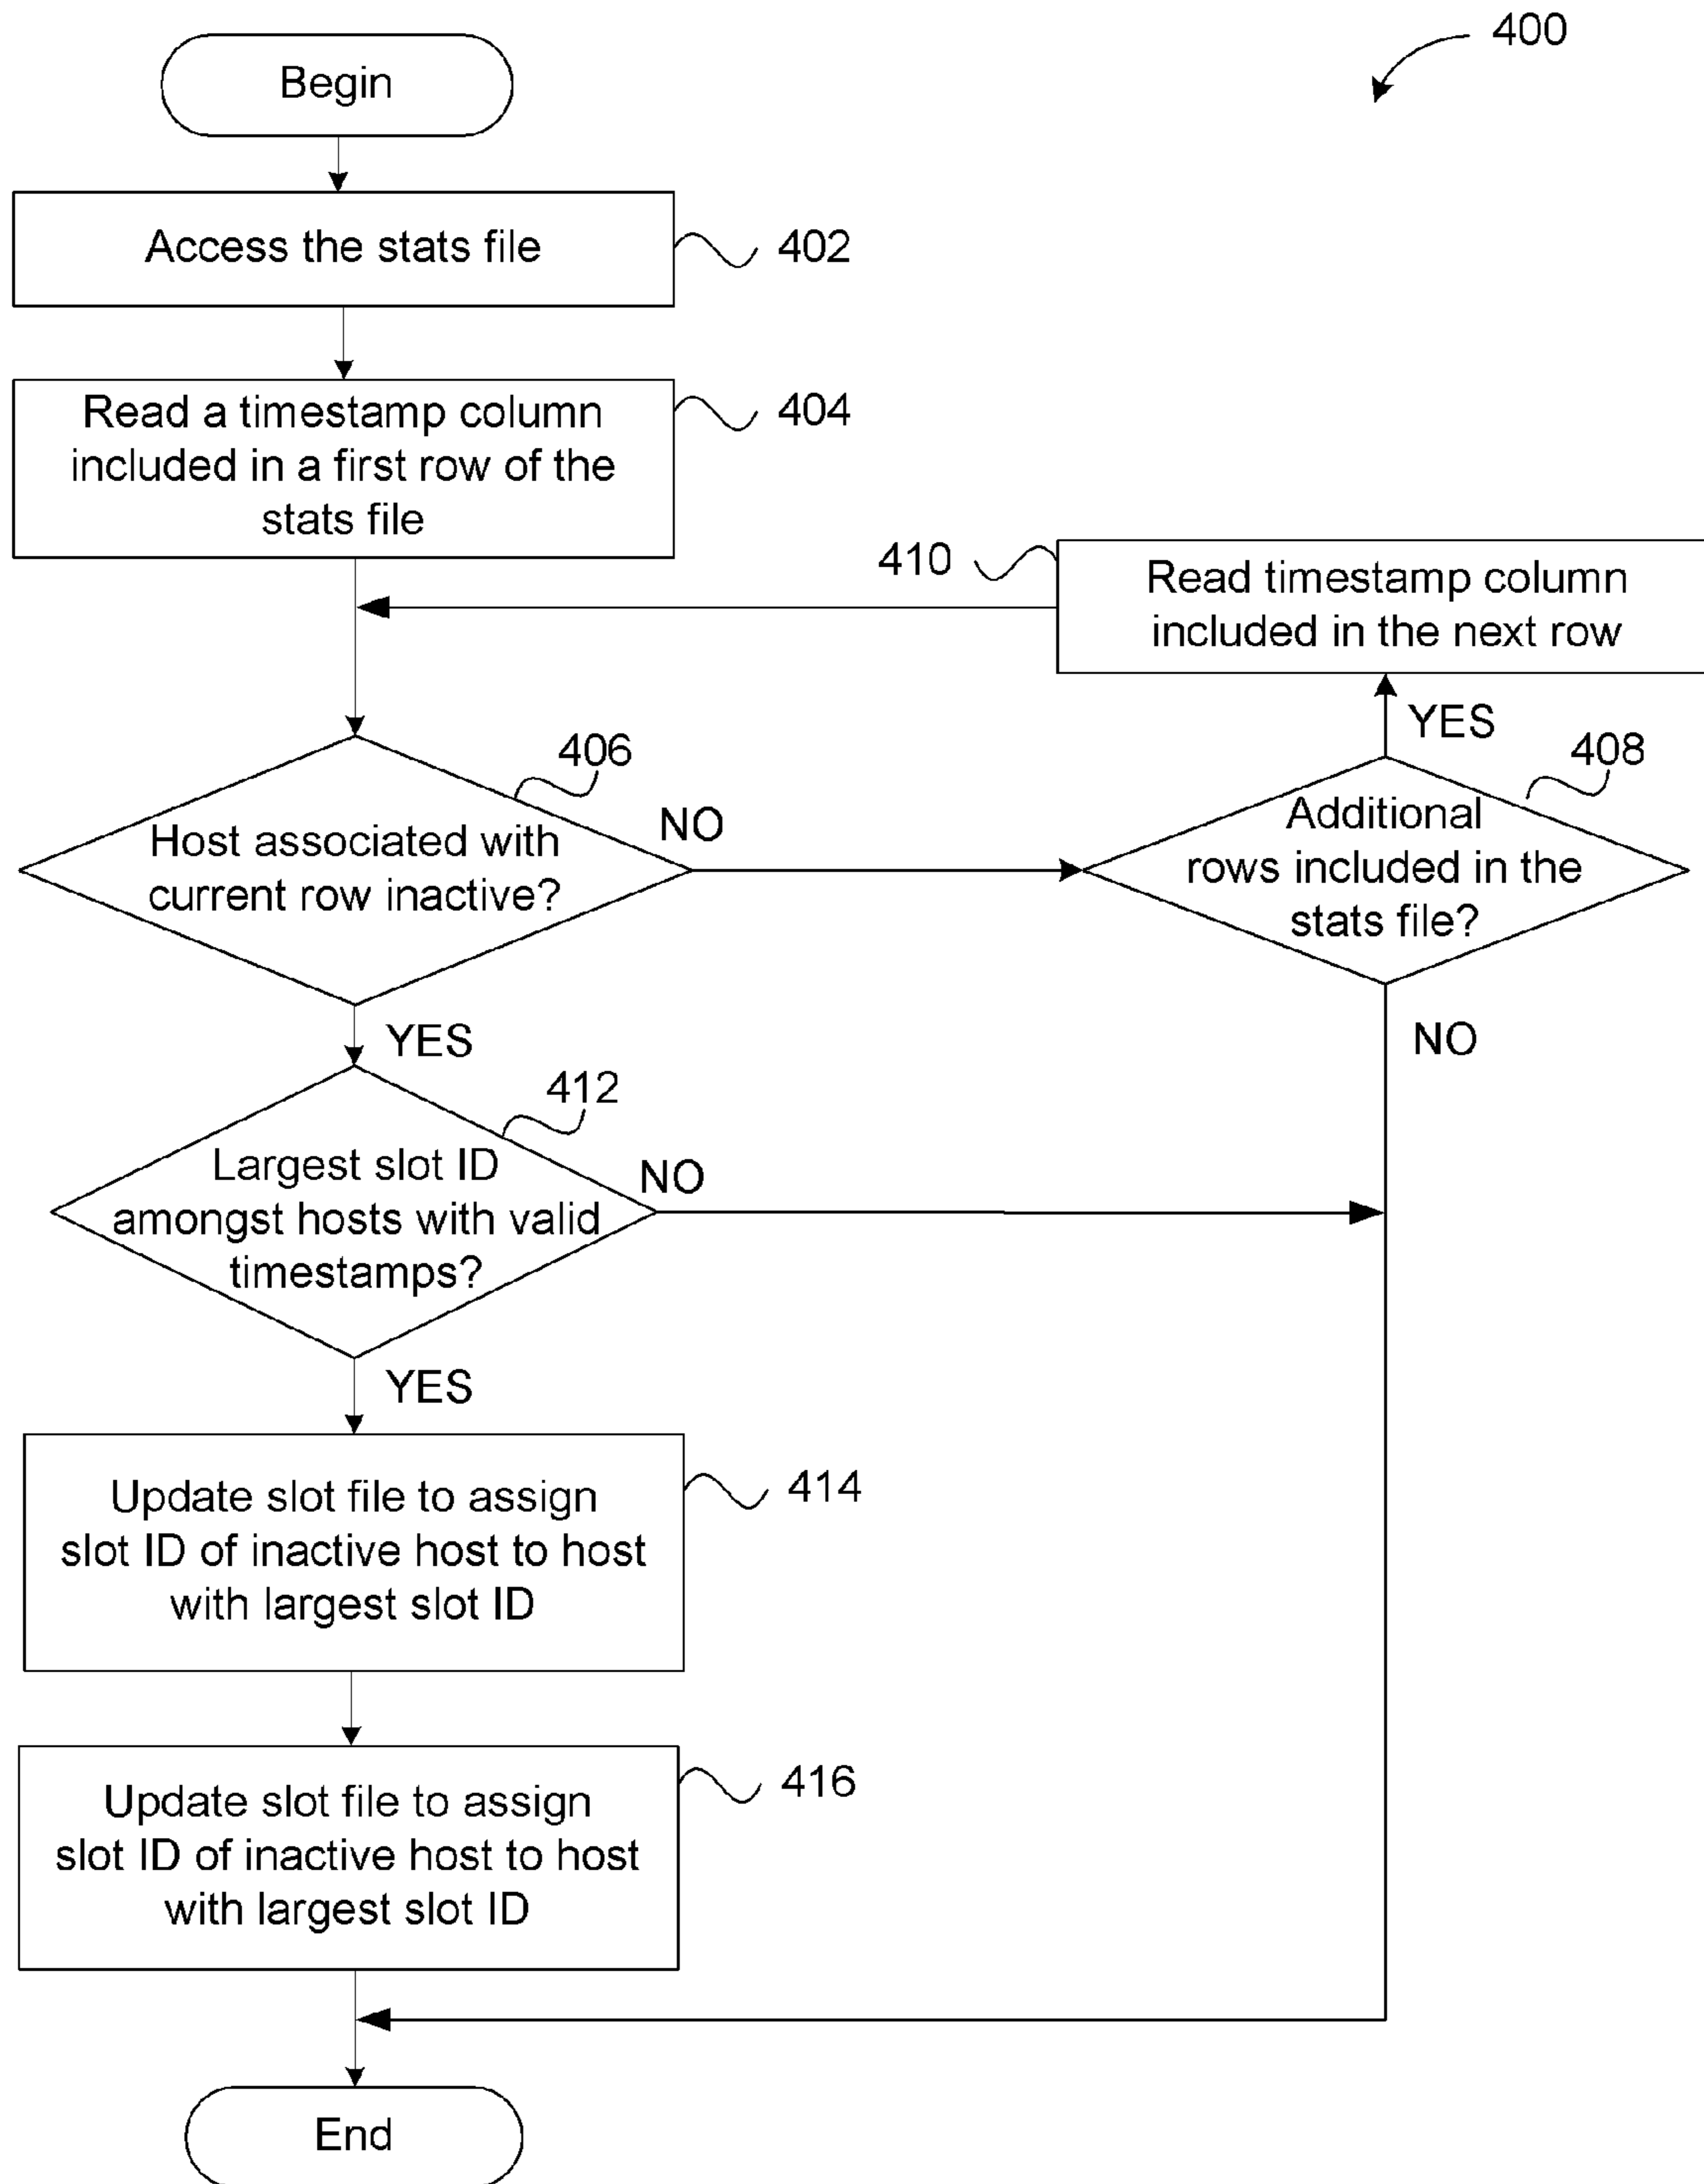 400
Begin
Access the stats file
402
Read a timestamp column
included in a first row of the
stats file
404
410
Read timestamp column
included in the next row
YES
406
408
Host associated with
current row inactive?
NO
Additional
rows included in the
stats file?
YES
NO
412
Largest slot ID
amongst hosts with valid
timestamps?
NO
YES
Update slot file to assign
slot ID of inactive host to host
with largest slot ID
414
Update slot file to assign
slot ID of inactive host to host
with largest slot ID
416
End